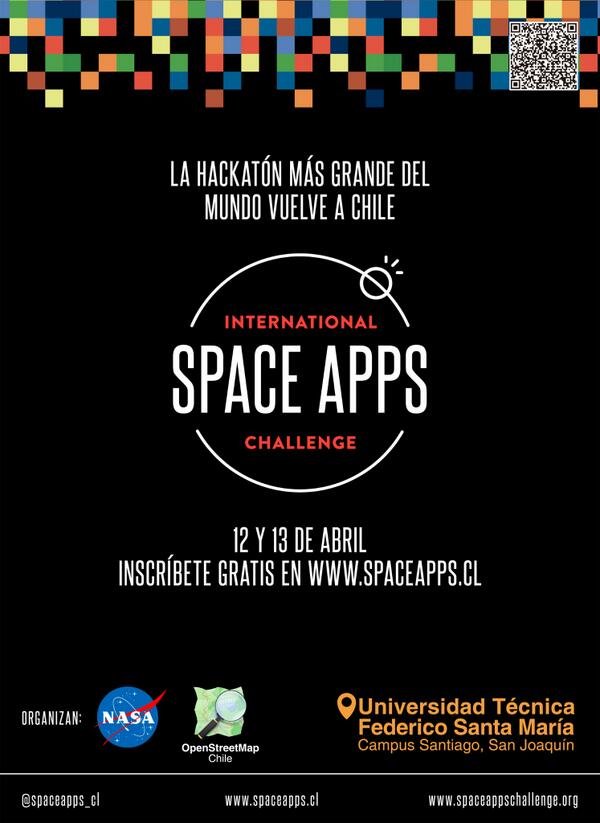 LA HACKATÓN MÁS GRANDE DEL
MUNDO VUELVE A CHILE
INTERNATIONAL
SPACE APPS
CHALLENGE
12 Y 13 DE ABRIL
INSCRÍBETE GRATIS EN WWW.SPACEAPPS.CL
ORGANIZAN:
NASA
OpenStreetMap
Chile
Universidad Técnica
Federico Santa María
Campus Santiago, San Joaquín
@spaceapps_cl
www.spaceapps.cl
www.spaceappschallenge.org